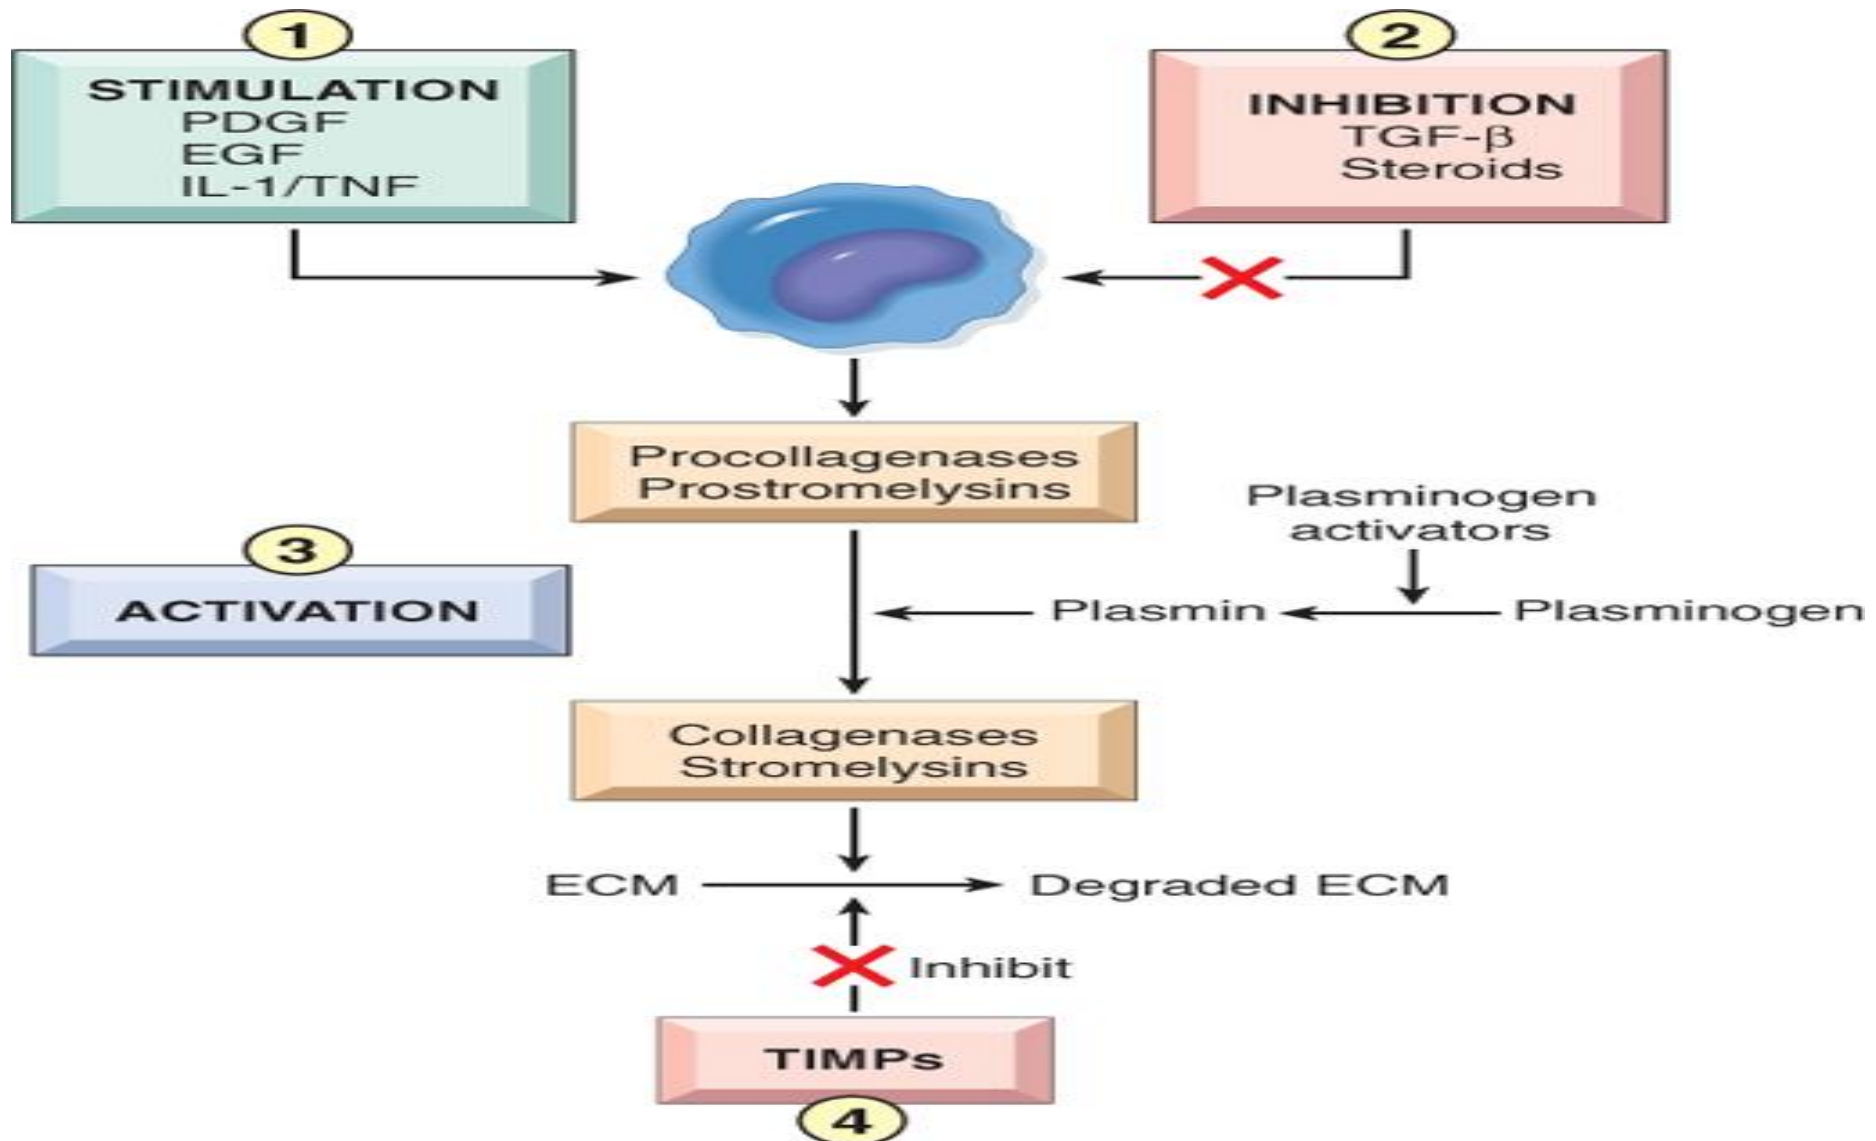 1
STIMULATION
PDGF
EGF
IL-1/TNF
2
INHIBITION
TGF-β
Steroids
Procollagenases
Prostromelysins
Plasminogen
activators
3
ACTIVATION
Plasmin
Plasminogen
Collagenases
Stromelysins
ECM
Degraded ECM
Inhibit
TIMPs
4